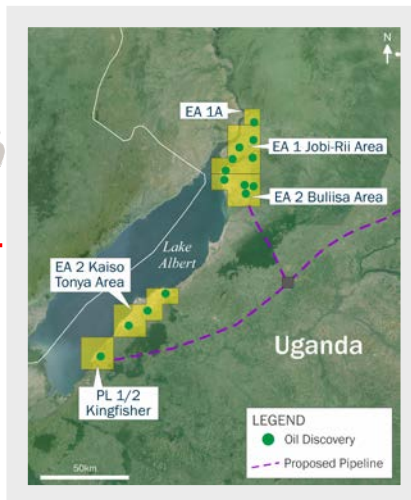 N
EA 1A
EA 1 Jobi-Rii Area
EA 2 Buliisa Area
Lake
Albert
EA 2 Kaiso
Tonya Area
Uganda
PL 1/2
Kingfisher
LEGEND
Oil Discovery
Proposed Pipeline
50km